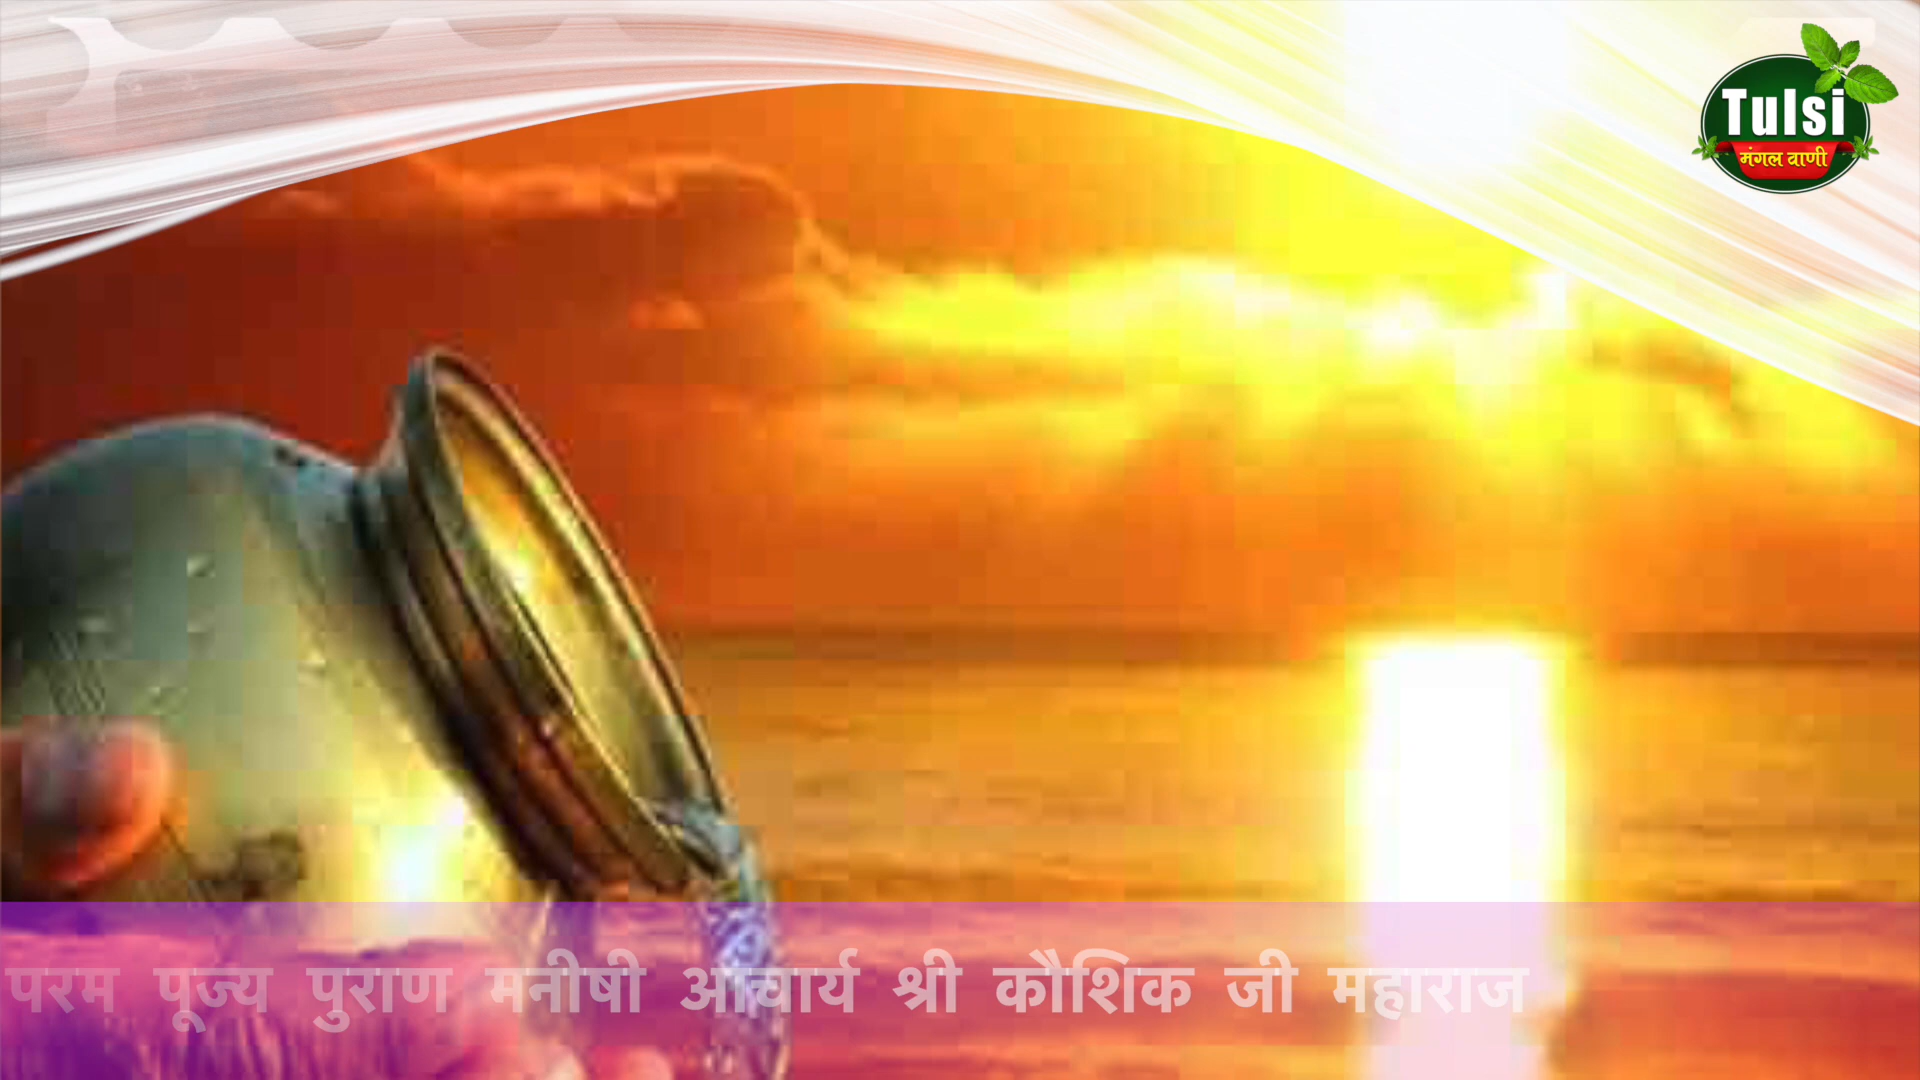 Tulsi
मंगल वाणी
परम पूज्य पुराण मनीषी आचार्य श्री कौशिक जी महाराज